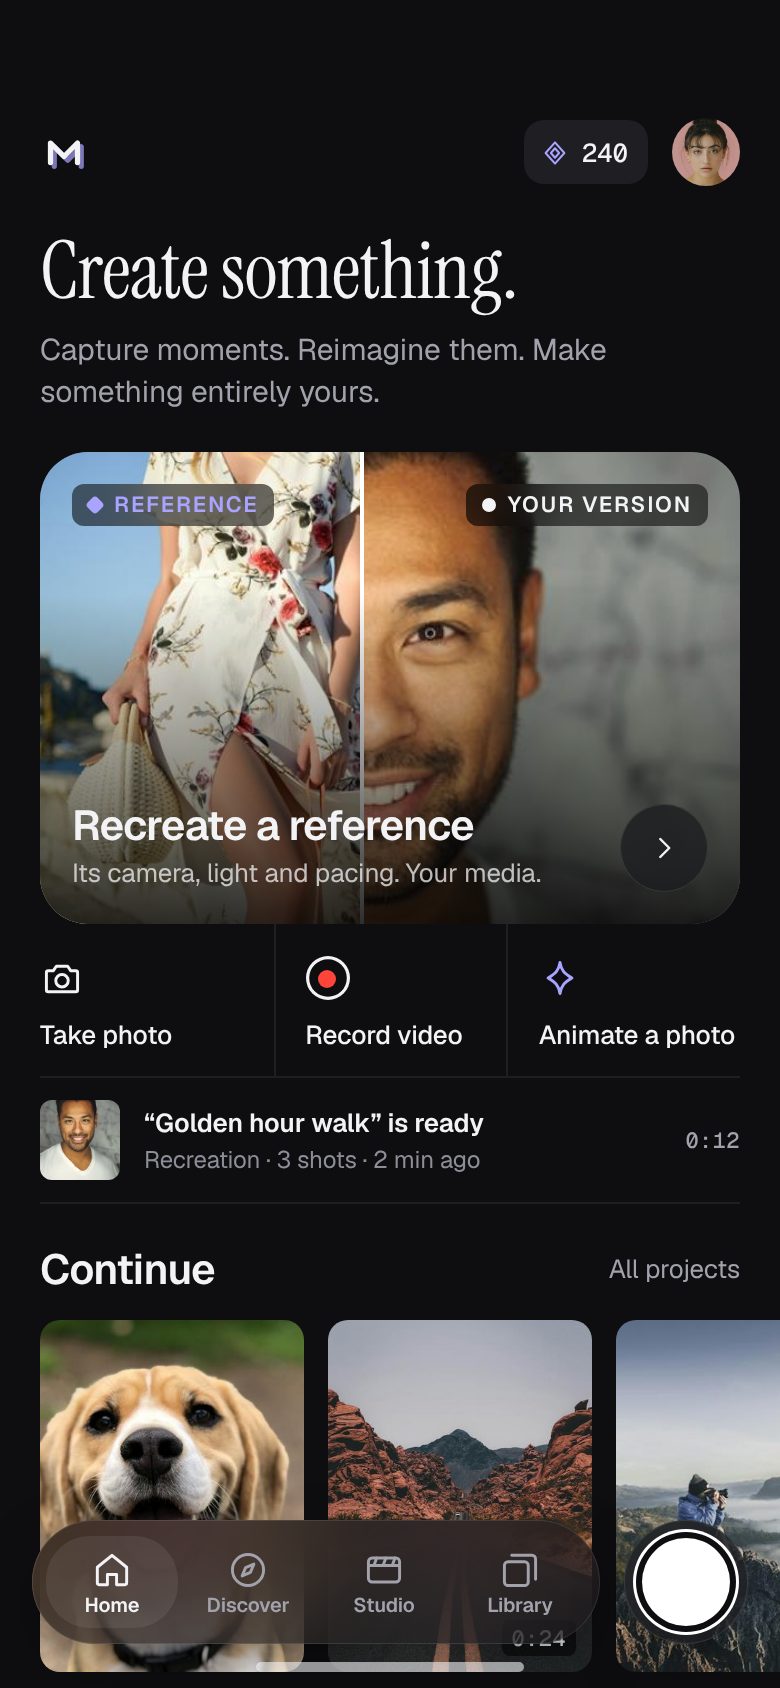 M
240
Create something.
Capture moments. Reimagine them. Make
something entirely yours.
REFERENCE
YOUR VERSION
Recreate a reference
Its camera, light and pacing. Your media.
Take photo
Record video
Animate a photo
“Golden hour walk” is ready
Recreation · 3 shots · 2 min ago
0:12
Continue
All projects
Home
Discover
Studio
Library
0:24